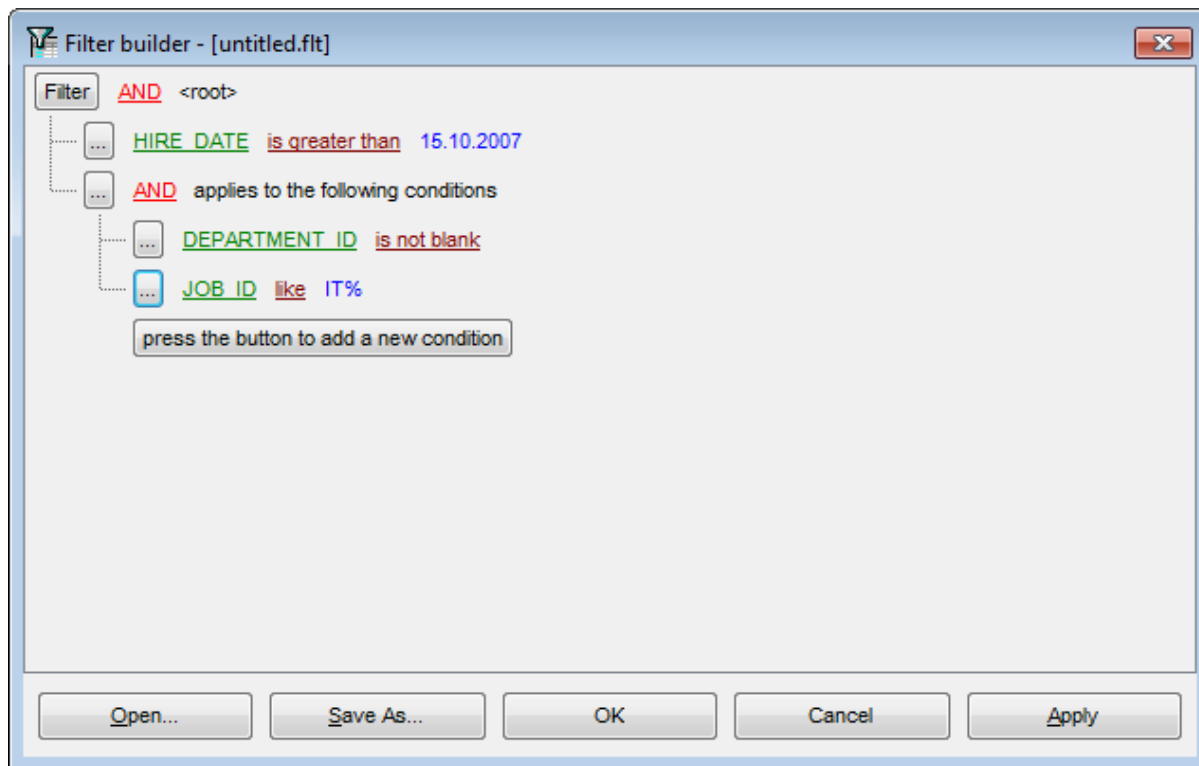 Filter builder - [untitled.flt]
Filter AND <root>
... HIRE_DATE is greater than 15.10.2007
... AND applies to the following conditions
... DEPARTMENT_ID is not blank
... JOB_ID like IT%
press the button to add a new condition
Open... Save As... OK Cancel Apply